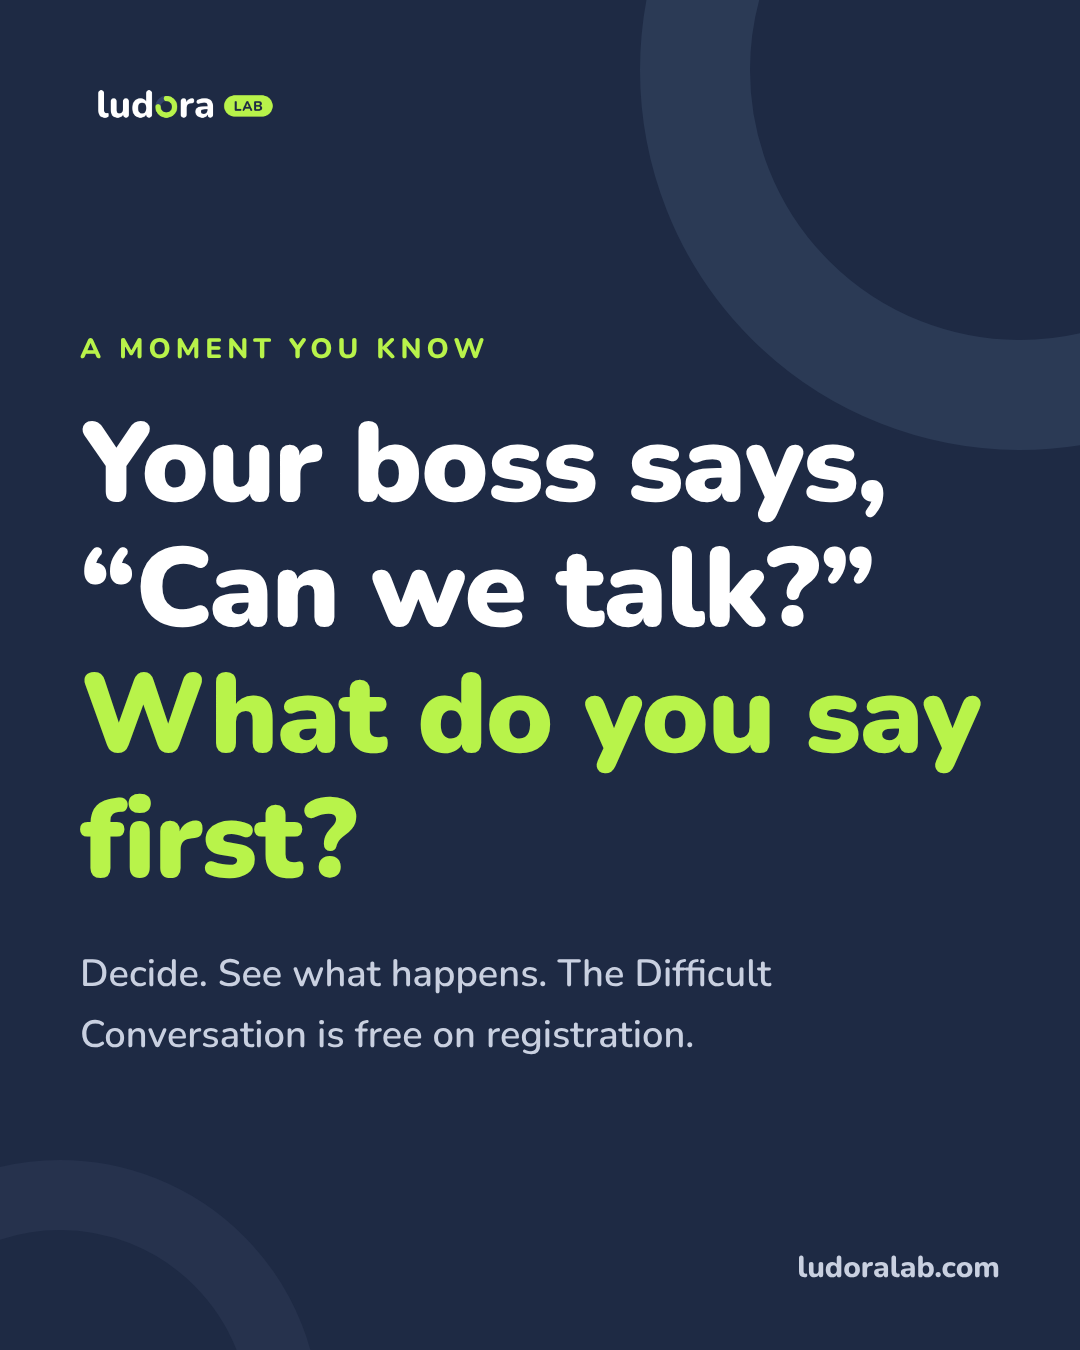 ludora LAB
A MOMENT YOU KNOW
Your boss says,
“Can we talk?”
What do you say
first?
Decide. See what happens. The Difficult
Conversation is free on registration.
ludoralab.com